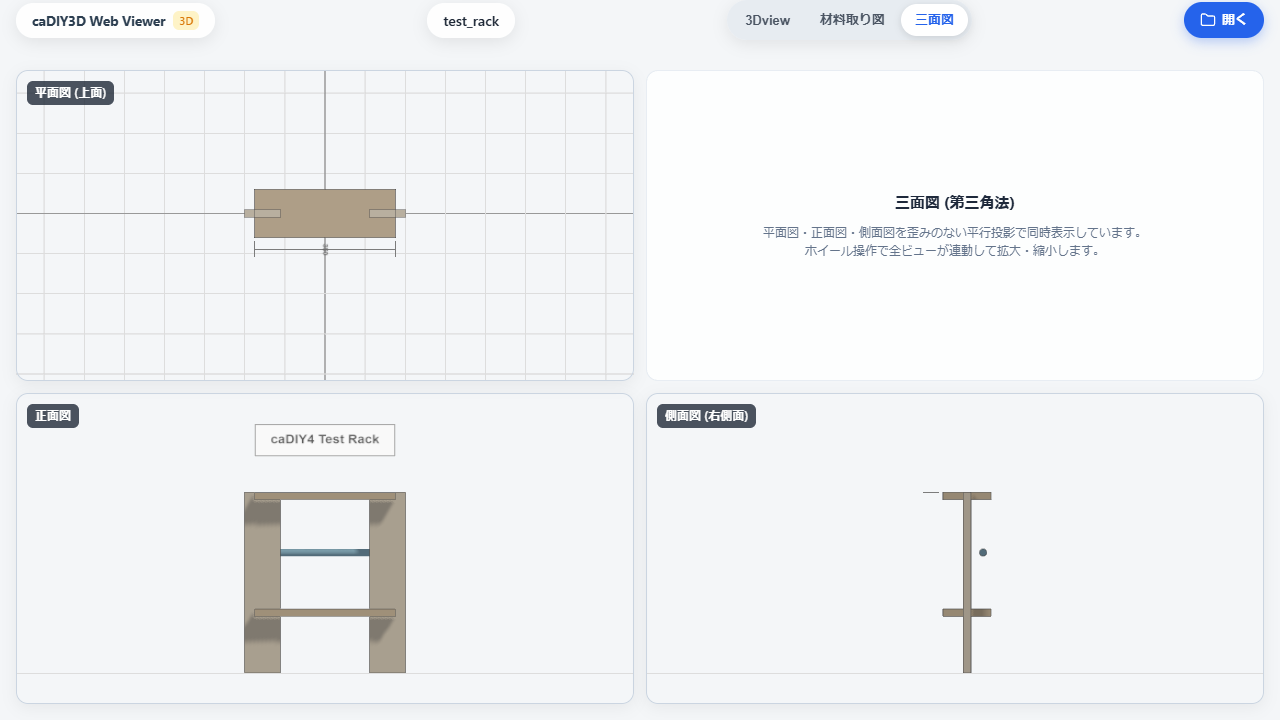 caDIY3D Web Viewer 3D
test_rack
3Dview 材料取り図 三面図
開く
平面図 (上面)
三面図 (第三角法)
平面図・正面図・側面図を歪みのない平行投影で同時表示しています。
ホイール操作で全ビューが連動して拡大・縮小します。
正面図
caDIY4 Test Rack
側面図 (右側面)